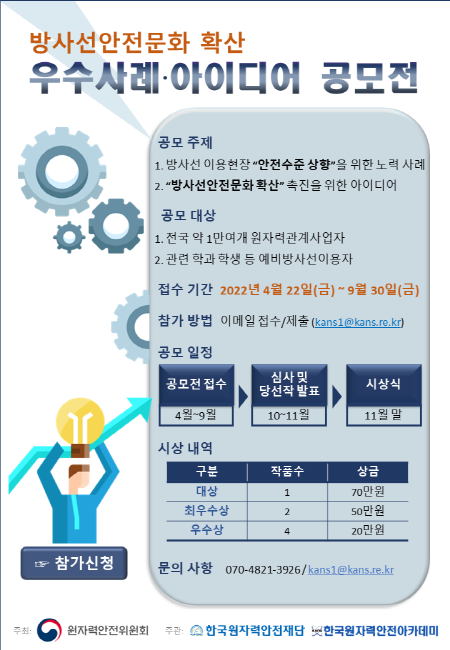 방사선안전문화 확산
우수사례·아이디어 공모전
공모 주제
1. 방사선 이용현장 “안전수준 상황”을 위한 노력 사례
2. “방사선안전문화 확산” 촉진을 위한 아이디어
공모 대상
1. 전국 약 1만여개 원자력관계사업자
2. 관련 학과 학생 등 예비방사선이용자
접수 기간 2022년 4월 22일(금) ~ 9월 30일(금)
참가 방법 이메일 접수/제출 (kans1@kans.re.kr)
공모 일정
공모전 접수 심사 및 시상식
당선작 발표
4월~9월 10~11월 11월 말
시상 내역
구분 작품수 상금
대상 1 70만원
최우수상 2 50만원
우수상 4 20만원
☞ 참가신청
문의 사항 070-4821-3926 / kans1@kans.re.kr
주최: 원자력안전위원회 주관: 한국원자력안전재단 한국원자력안전아카데미